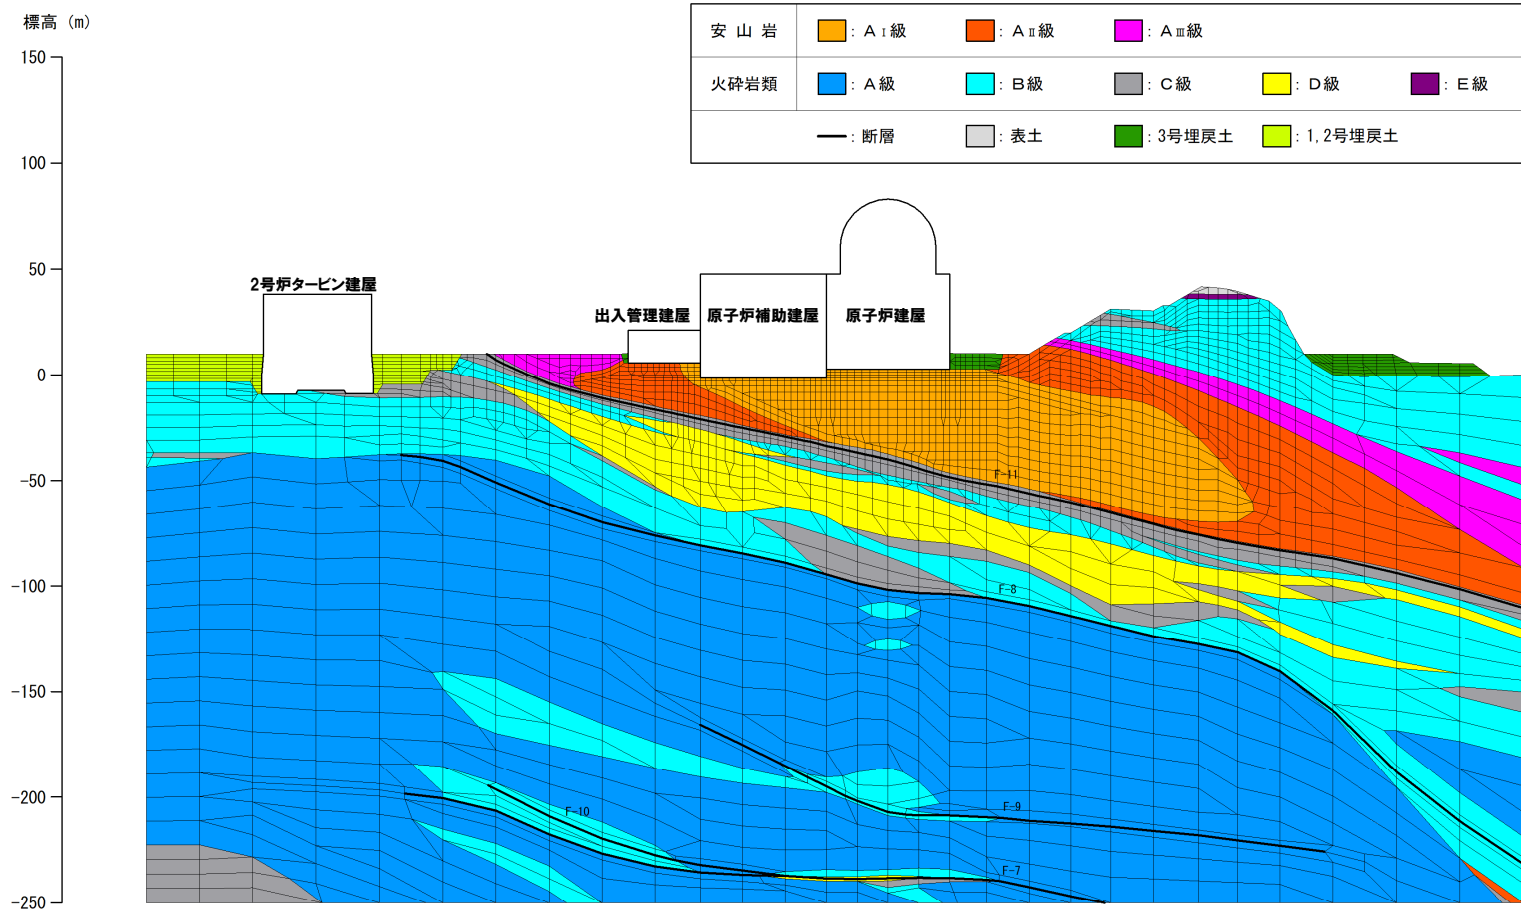 標高 (m)
安山岩 : AⅠ級 : AⅡ級 : AⅢ級
火砕岩類 : A級 : B級 : C級 : D級 : E級
: 断層 : 表土 : 3号埋戻土 : 1,2号埋戻土
150
100
50
0
-50
-100
-150
-200
-250
2号炉タービン建屋
出入管理建屋
原子炉補助建屋
原子炉建屋
F-11
F-8
F-9
F-10
F-7